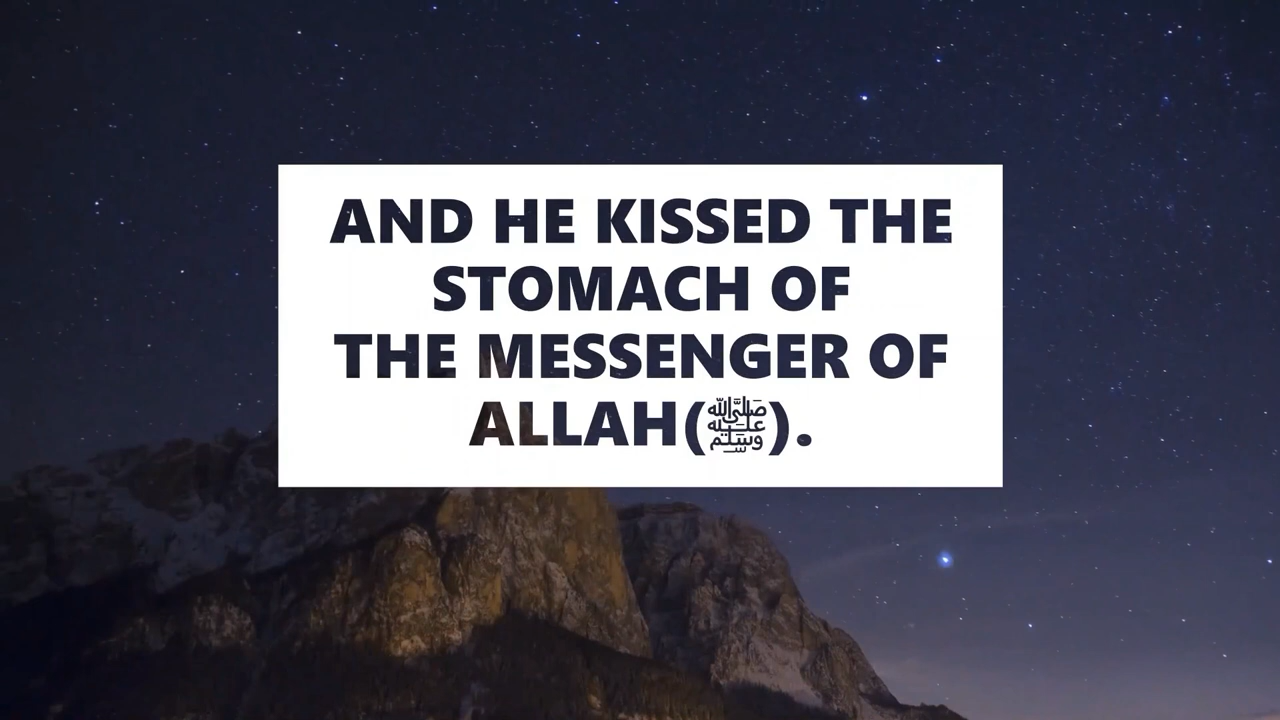 AND HE KISSED THE
STOMACH OF
THE MESSENGER OF
ALLAH(ﷺ).